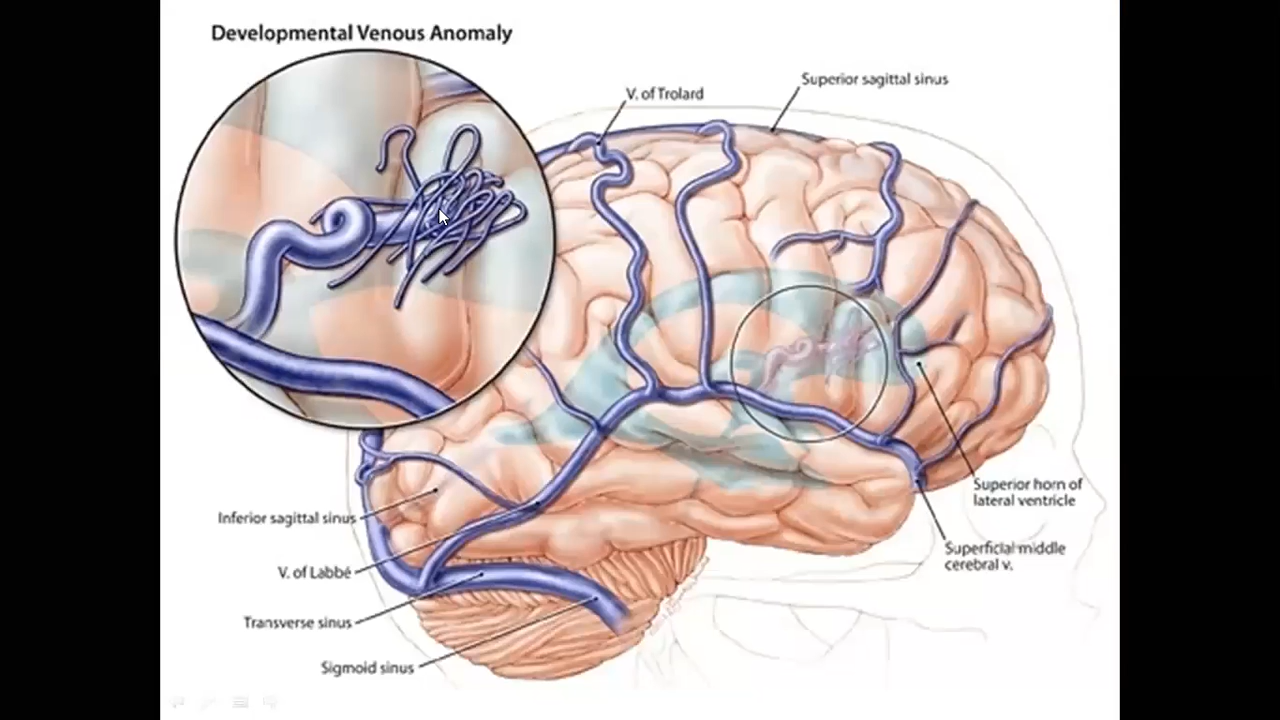 Developmental Venous Anomaly
Superior sagittal sinus
V. of Trolard
Superior horn of
lateral ventricle
Inferior sagittal sinus
Superficial middle
cerebral v.
V. of Labbé
Transverse sinus
Sigmoid sinus